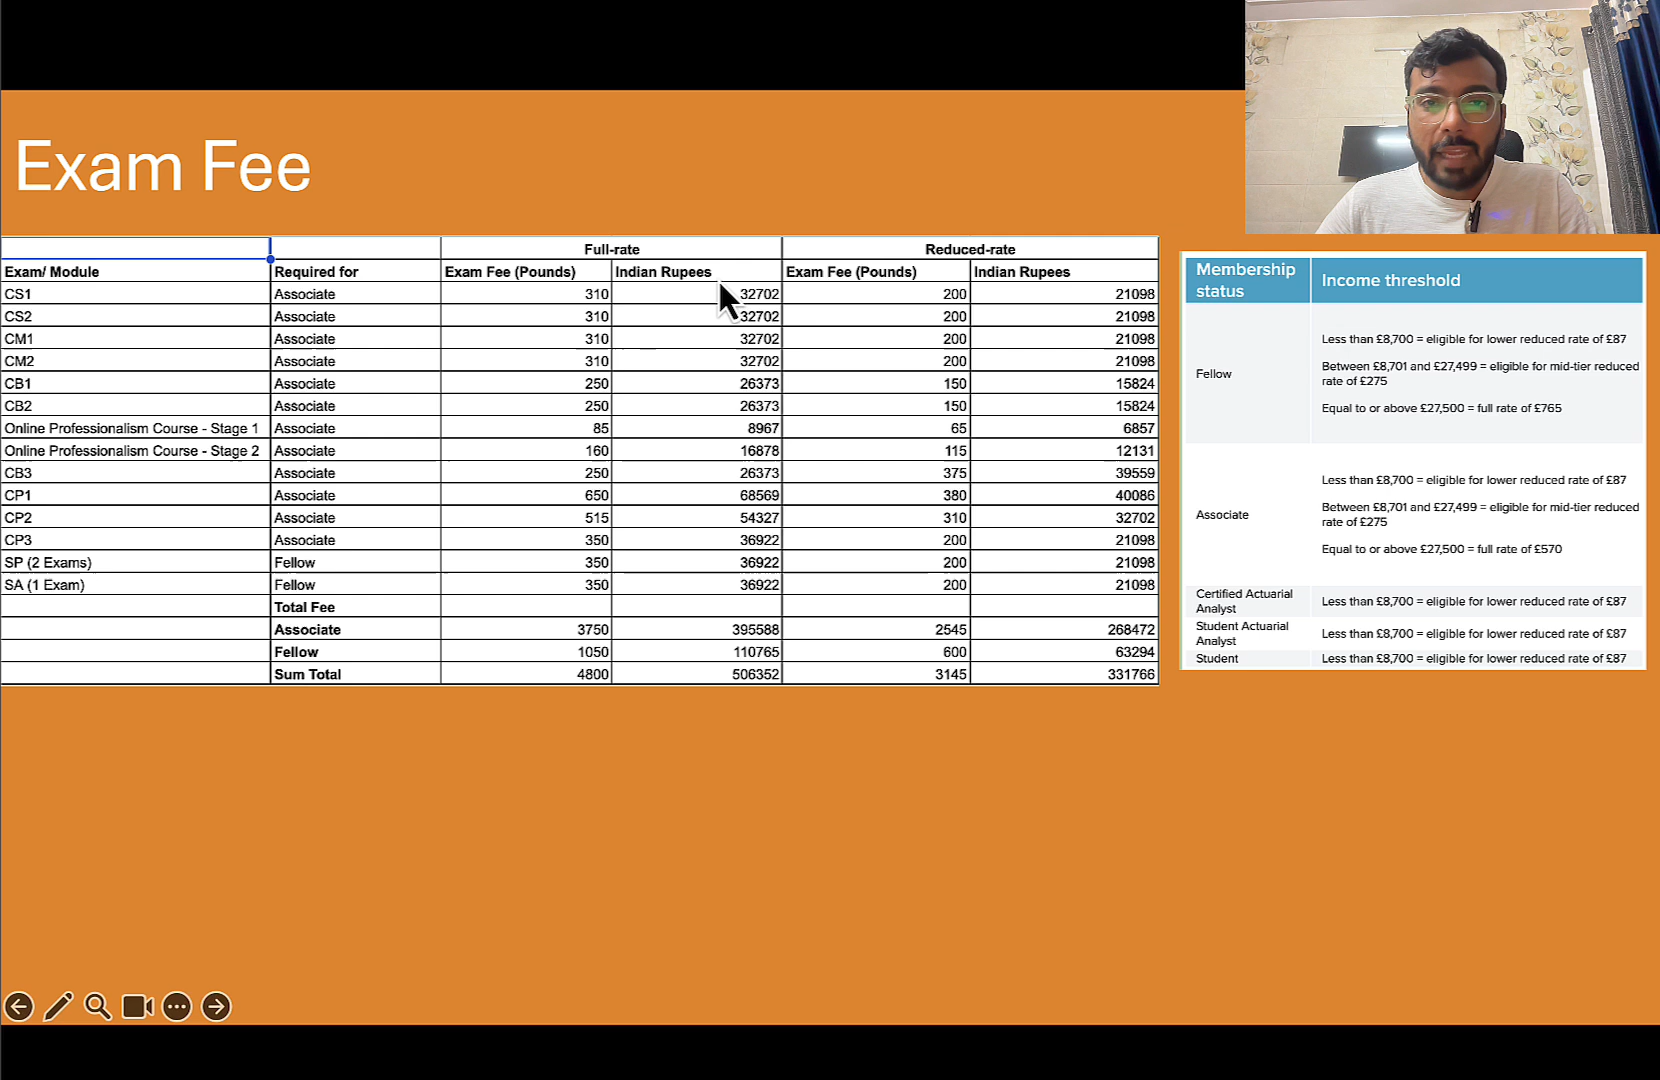 Exam Fee
Full-rate Reduced-rate
Exam/ Module Required for Exam Fee (Pounds) Indian Rupees Exam Fee (Pounds) Indian Rupees
CS1 Associate 310 32702 200 21098
CS2 Associate 310 32702 200 21098
CM1 Associate 310 32702 200 21098
CM2 Associate 310 32702 200 21098
CB1 Associate 250 26373 150 15824
CB2 Associate 250 26373 150 15824
Online Professionalism Course - Stage 1 Associate 85 8967 65 6857
Online Professionalism Course - Stage 2 Associate 160 16878 115 12131
CB3 Associate 250 26373 375 39559
CP1 Associate 650 68569 380 40086
CP2 Associate 515 54327 310 32702
CP3 Associate 350 36922 200 21098
SP (2 Exams) Fellow 350 36922 200 21098
SA (1 Exam) Fellow 350 36922 200 21098
Total Fee
Associate 3750 395588 2545 268472
Fellow 1050 110765 600 63294
Sum Total 4800 506352 3145 331766
Membership
status
Income threshold
Fellow
Less than £8,700 = eligible for lower reduced rate of £87
Between £8,701 and £27,499 = eligible for mid-tier reduced
rate of £275
Equal to or above £27,500 = full rate of £765
Associate
Less than £8,700 = eligible for lower reduced rate of £87
Between £8,701 and £27,499 = eligible for mid-tier reduced
rate of £275
Equal to or above £27,500 = full rate of £570
Certified Actuarial
Analyst
Less than £8,700 = eligible for lower reduced rate of £87
Student Actuarial
Analyst
Less than £8,700 = eligible for lower reduced rate of £87
Student Less than £8,700 = eligible for lower reduced rate of £87